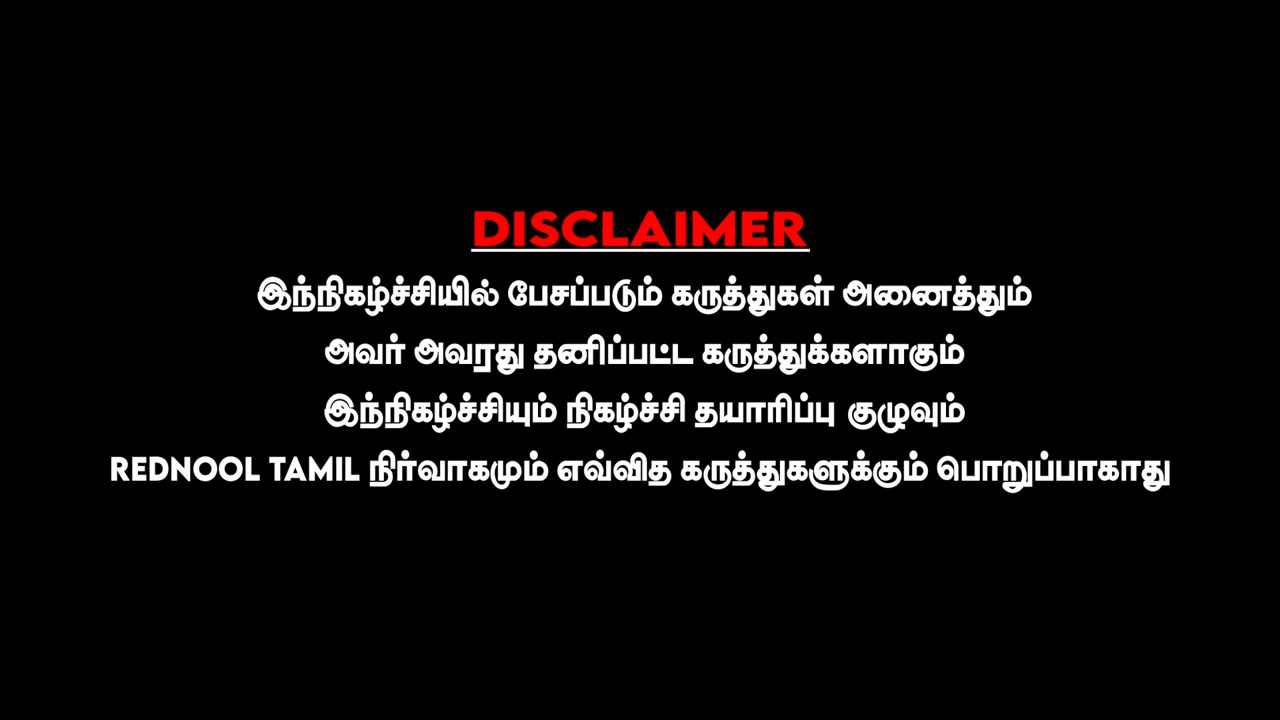 DISCLAIMER
இந்நிகழ்ச்சியில் பேசப்படும் கருத்துகள் அனைத்தும்
அவர் அவரது தனிப்பட்ட கருத்துக்களாகும்
இந்நிகழ்ச்சியும் நிகழ்ச்சி தயாரிப்பு குழுவும்
REDNOOL TAMIL நிர்வாகமும் எவ்வித கருத்துகளுக்கும் பொறுப்பாகாது